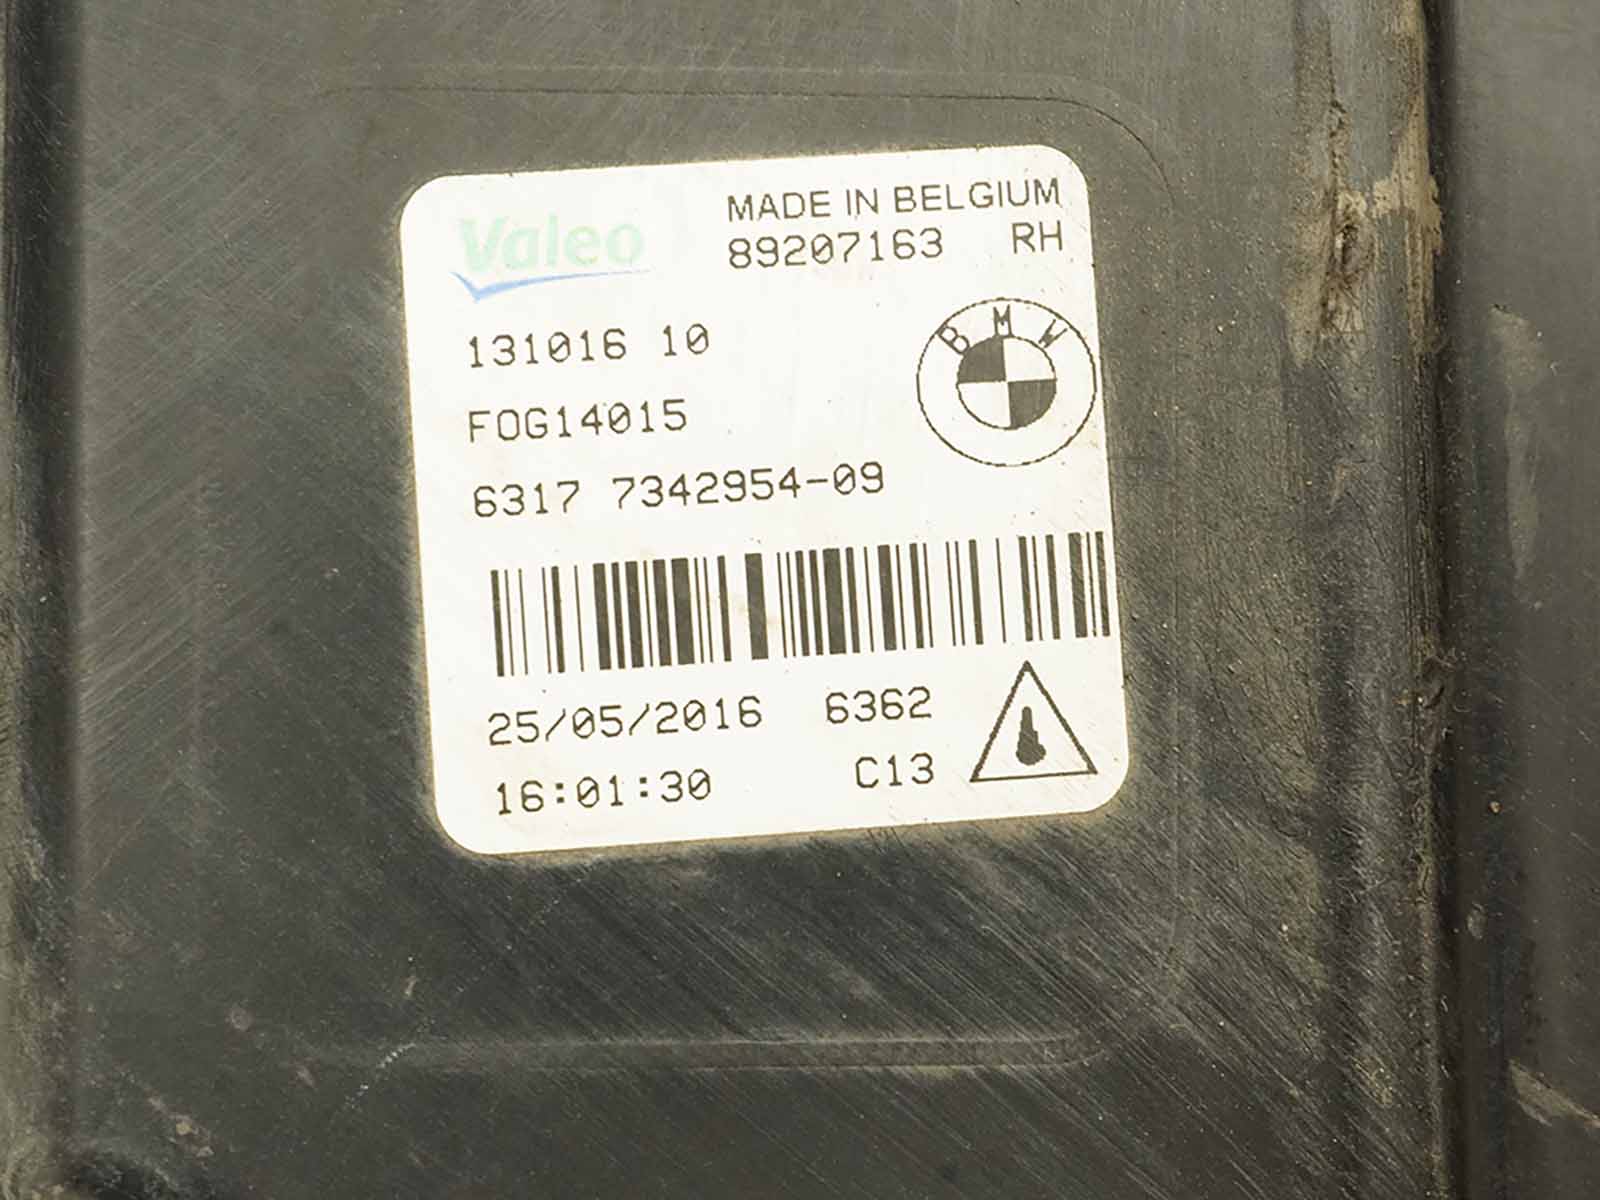 Valeo
MADE IN BELGIUM
89207163 RH
BMW
131016 10
FOG14015
6317 7342954-09
25/05/2016 6362
16:01:30 C13